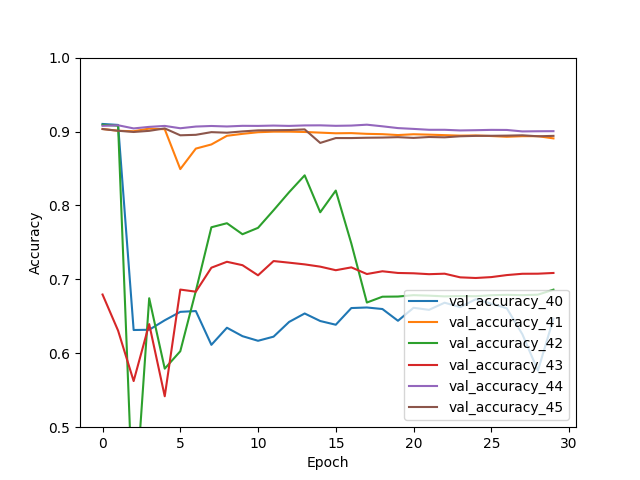 1.0
0.9
0.8
0.7
0.6
0.5
Accuracy
0 5 10 15 20 25 30
Epoch
val_accuracy_40
val_accuracy_41
val_accuracy_42
val_accuracy_43
val_accuracy_44
val_accuracy_45